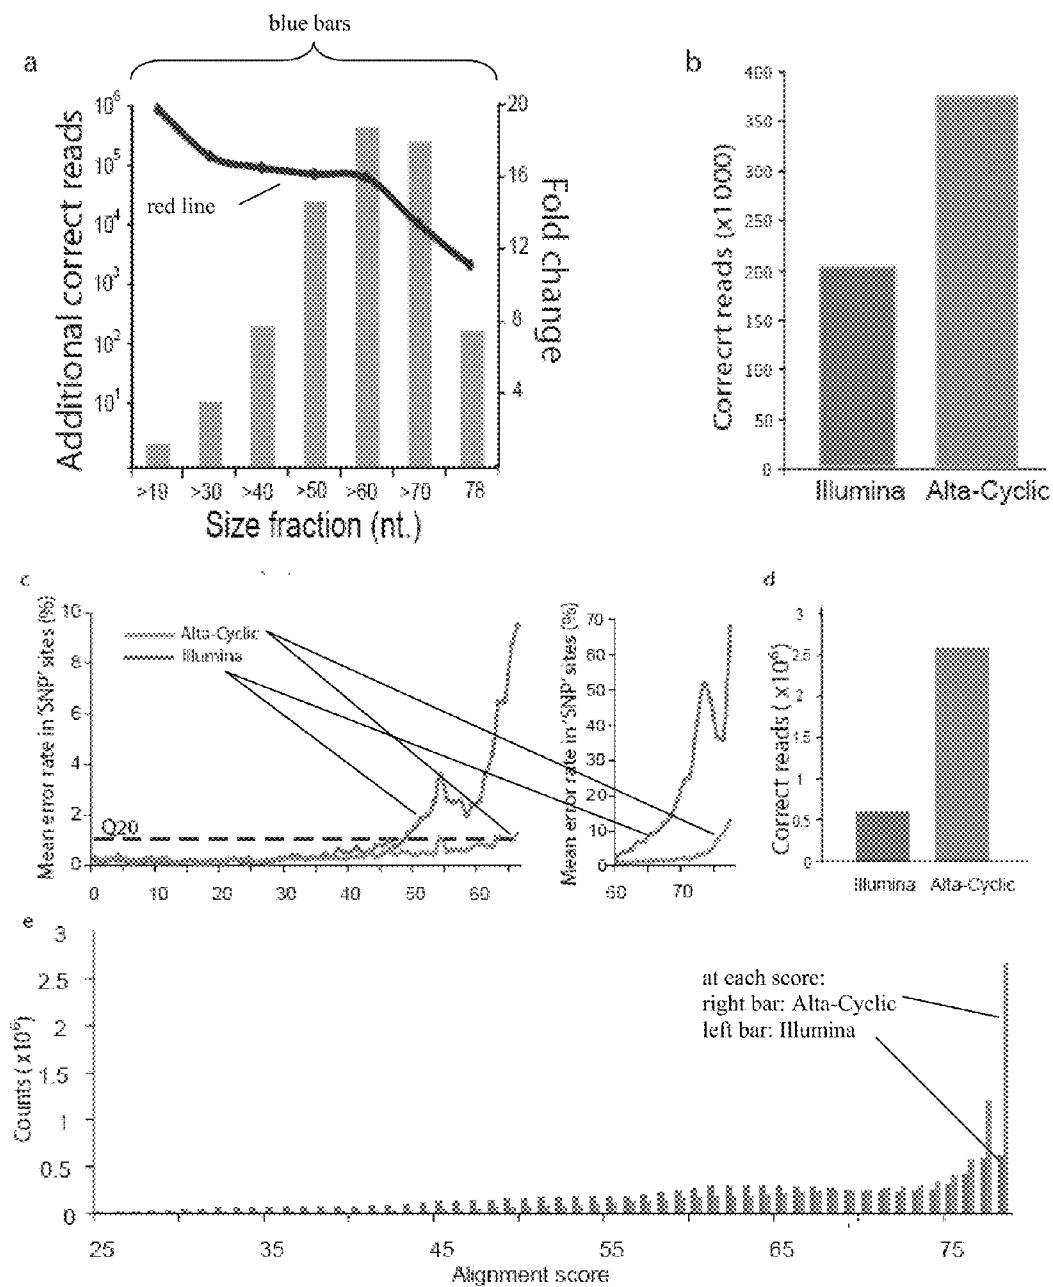 blue bars
a
Additional correct reads
10^6
10^5
10^4
10^3
10^2
10^1
red line
20
16
12
8
4
Fold change
>19 >30 >40 >50 >60 >70 78
Size fraction (nt.)
b
Correcrt reads (x1000)
400
350
300
250
200
150
100
50
0
Illumina Alta-Cyclic
c
Mean error rate in 'SNP' sites (%)
10
8
6
4
2
0
Alta-Cyclic
Illumina
Q20
0 10 20 30 40 50 60
Mean error rate in 'SNP' sites (%)
70
60
50
40
30
20
10
0
60 70
d
Correct reads ( x10^6)
3
2.5
2
1.5
1
0.5
0
Illumina Alta-Cyclic
e
Counts ( x10^6)
3
2.5
2
1.5
1
0.5
0
at each score:
right bar: Alta-Cyclic
left bar: Illumina
25 35 45 55 65 75
Alignment score